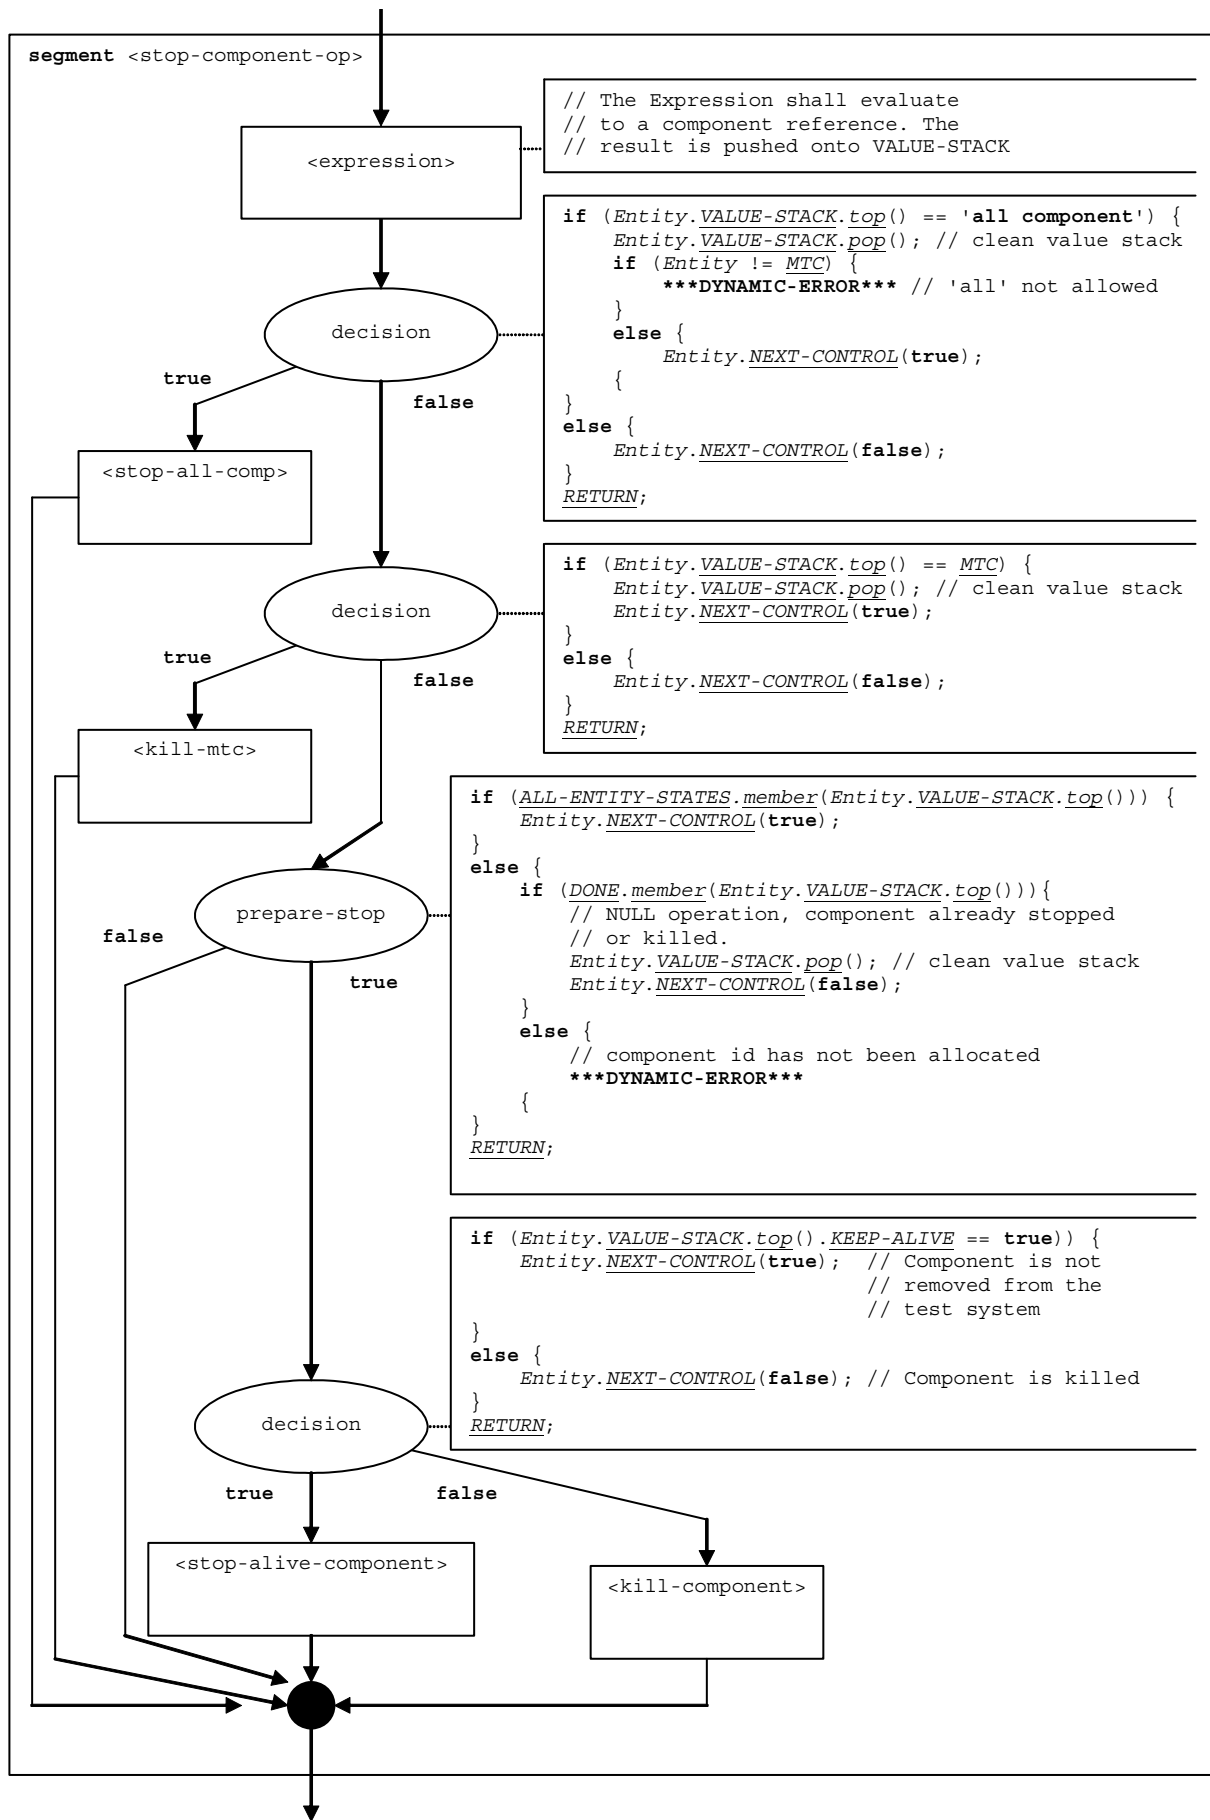 segment <stop-component-op>
// The Expression shall evaluate
// to a component reference. The
// result is pushed onto VALUE-STACK
<expression>
if (Entity.VALUE-STACK.top() == 'all component') {
Entity.VALUE-STACK.pop(); // clean value stack
if (Entity != MTC) {
***DYNAMIC-ERROR*** // 'all' not allowed
}
else {
Entity.NEXT-CONTROL(true);
{
}
else {
Entity.NEXT-CONTROL(false);
}
RETURN;
decision
true
false
<stop-all-comp>
if (Entity.VALUE-STACK.top() == MTC) {
Entity.VALUE-STACK.pop(); // clean value stack
Entity.NEXT-CONTROL(true);
}
else {
Entity.NEXT-CONTROL(false);
}
RETURN;
decision
true
false
<kill-mtc>
if (ALL-ENTITY-STATES.member(Entity.VALUE-STACK.top())) {
Entity.NEXT-CONTROL(true);
}
else {
if (DONE.member(Entity.VALUE-STACK.top())){
// NULL operation, component already stopped
// or killed.
Entity.VALUE-STACK.pop(); // clean value stack
Entity.NEXT-CONTROL(false);
}
else {
// component id has not been allocated
***DYNAMIC-ERROR***
{
}
RETURN;
prepare-stop
false
true
if (Entity.VALUE-STACK.top().KEEP-ALIVE == true)) {
Entity.NEXT-CONTROL(true); // Component is not
// removed from the
// test system
}
else {
Entity.NEXT-CONTROL(false); // Component is killed
}
RETURN;
decision
true
false
<stop-alive-component>
<kill-component>